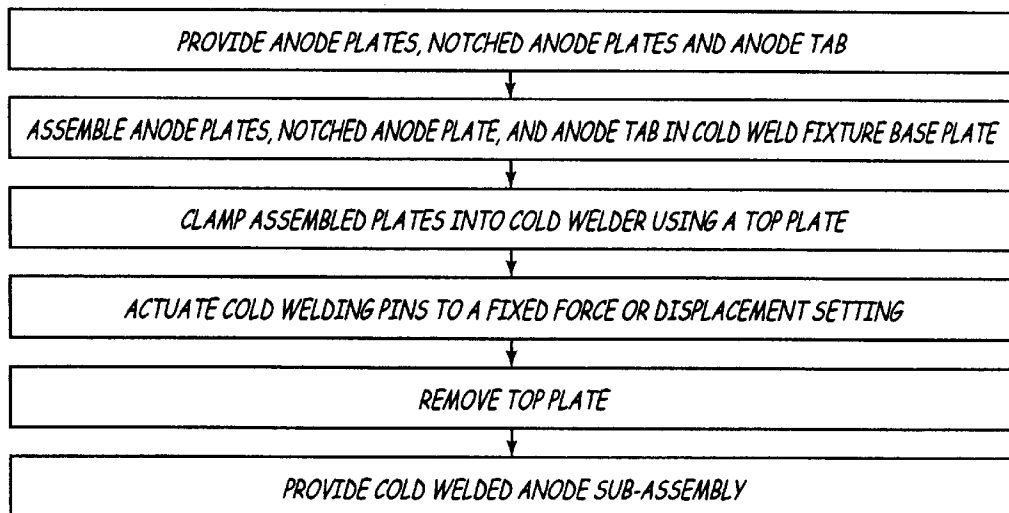 PROVIDE ANODE PLATES, NOTCHED ANODE PLATES AND ANODE TAB
ASSEMBLE ANODE PLATES, NOTCHED ANODE PLATE, AND ANODE TAB IN COLD WELD FIXTURE BASE PLATE
CLAMP ASSEMBLED PLATES INTO COLD WELDER USING A TOP PLATE
ACTUATE COLD WELDING PINS TO A FIXED FORCE OR DISPLACEMENT SETTING
REMOVE TOP PLATE
PROVIDE COLD WELDED ANODE SUB-ASSEMBLY